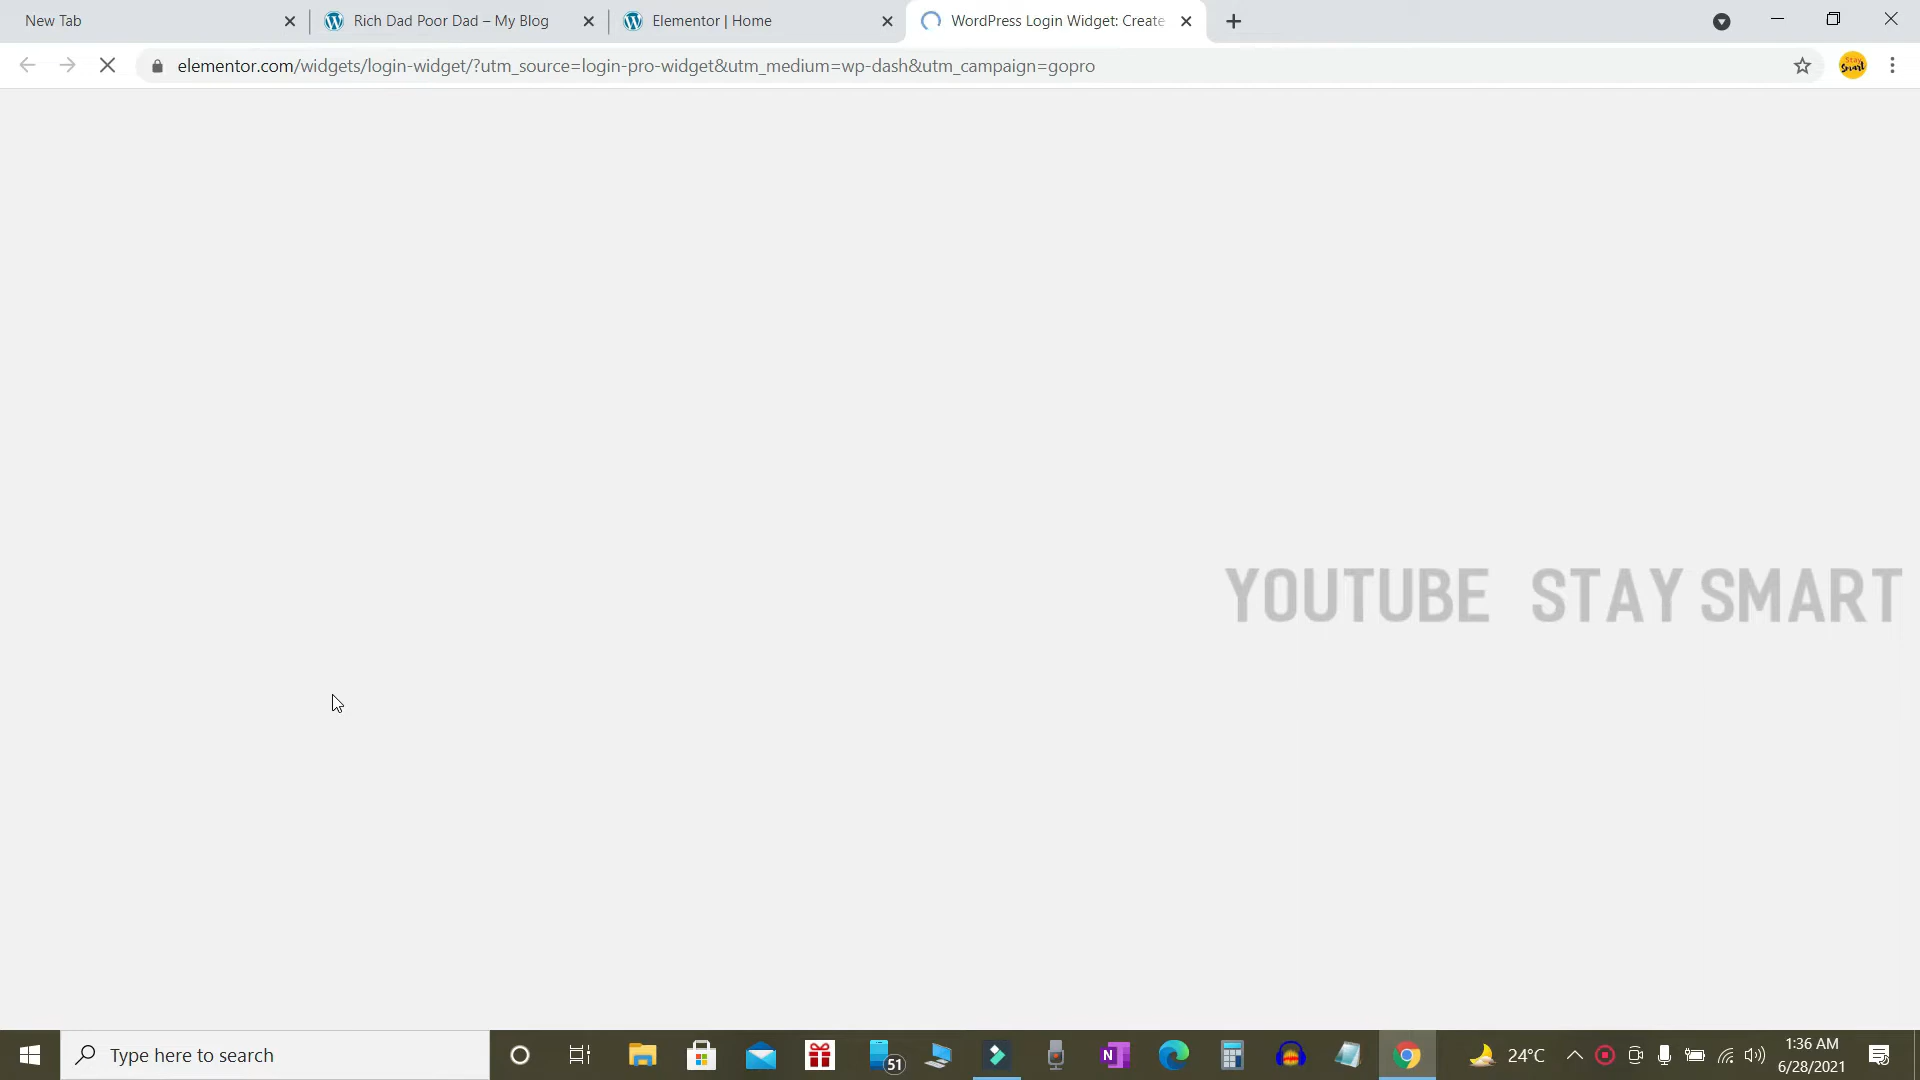 New Tab
Rich Dad Poor Dad – My Blog
Elementor | Home
WordPress Login Widget: Create
elementor.com/widgets/login-widget/?utm_source=login-pro-widget&utm_medium=wp-dash&utm_campaign=gopro
Stay Smart
YOUTUBE STAY SMART
Type here to search
51
N
24°C
1:36 AM
6/28/2021